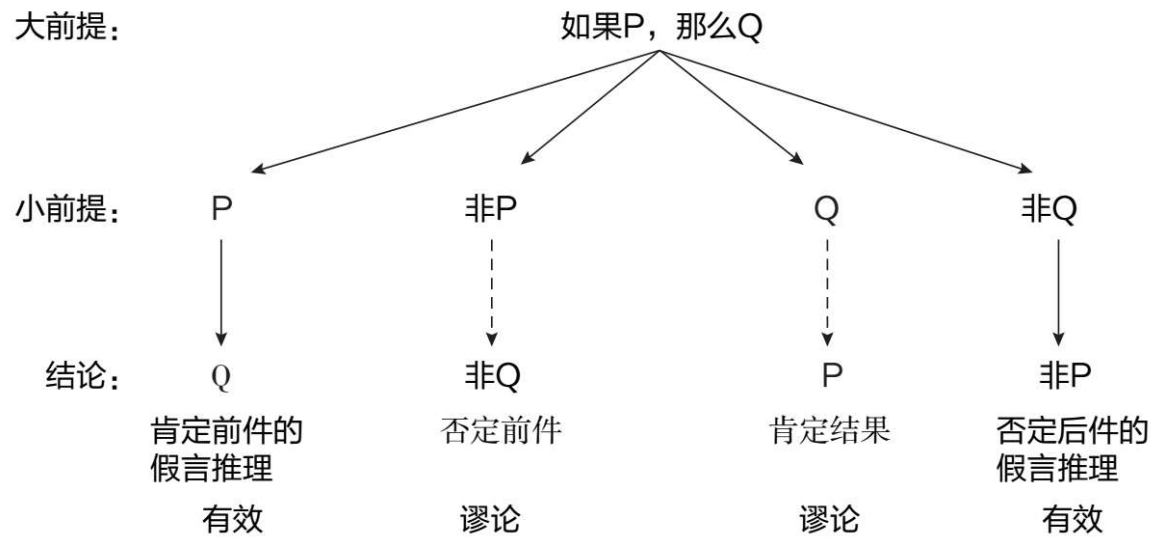 大前提： 如果P，那么Q
小前提： P 非P Q 非Q
结论： Q 非Q P 非P
肯定前件的 否定前件 肯定结果 否定后件的
假言推理 假言推理
有效 谬论 谬论 有效